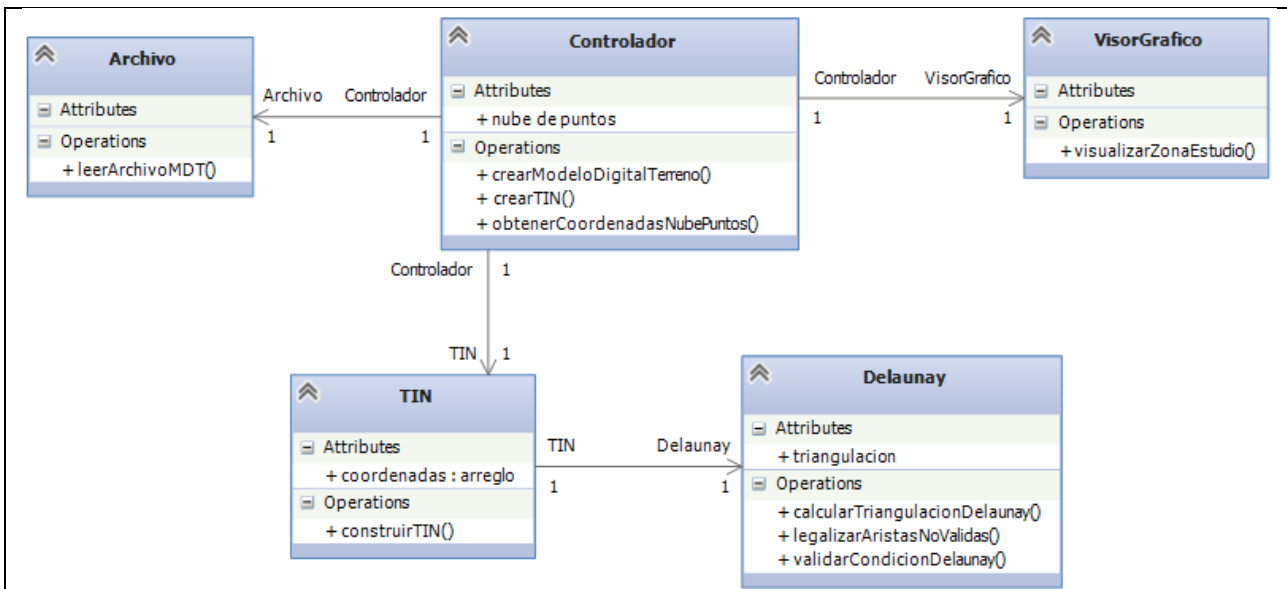 Archivo
Attributes
Operations
+ leerArchivoMDT()
Archivo
Controlador
1
1
Controlador
Attributes
+ nube de puntos
Operations
+ crearModeloDigitalTerreno()
+ crearTIN()
+ obtenerCoordenadasNubePuntos()
Controlador
VisorGrafico
1
1
VisorGrafico
Attributes
Operations
+ visualizarZonaEstudio()
Controlador
1
TIN
1
TIN
Attributes
+ coordenadas : arreglo
Operations
+ construirTIN()
TIN
Delaunay
1
1
Delaunay
Attributes
+ triangulacion
Operations
+ calcularTriangulacionDelaunay()
+ legalizarAristasNoValidas()
+ validarCondicionDelaunay()